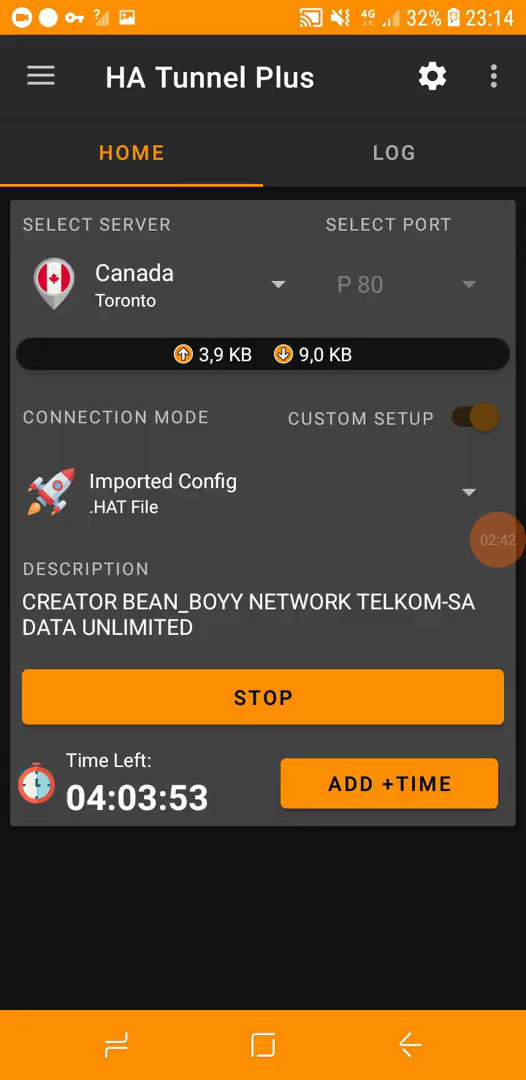 4G 32% 23:14
HA Tunnel Plus
HOME LOG
SELECT SERVER SELECT PORT
Canada
Toronto
P 80
3,9 KB 9,0 KB
CONNECTION MODE CUSTOM SETUP
Imported Config
.HAT File
02:42
DESCRIPTION
CREATOR BEAN_BOYY NETWORK TELKOM-SA
DATA UNLIMITED
STOP
Time Left:
04:03:53
ADD +TIME